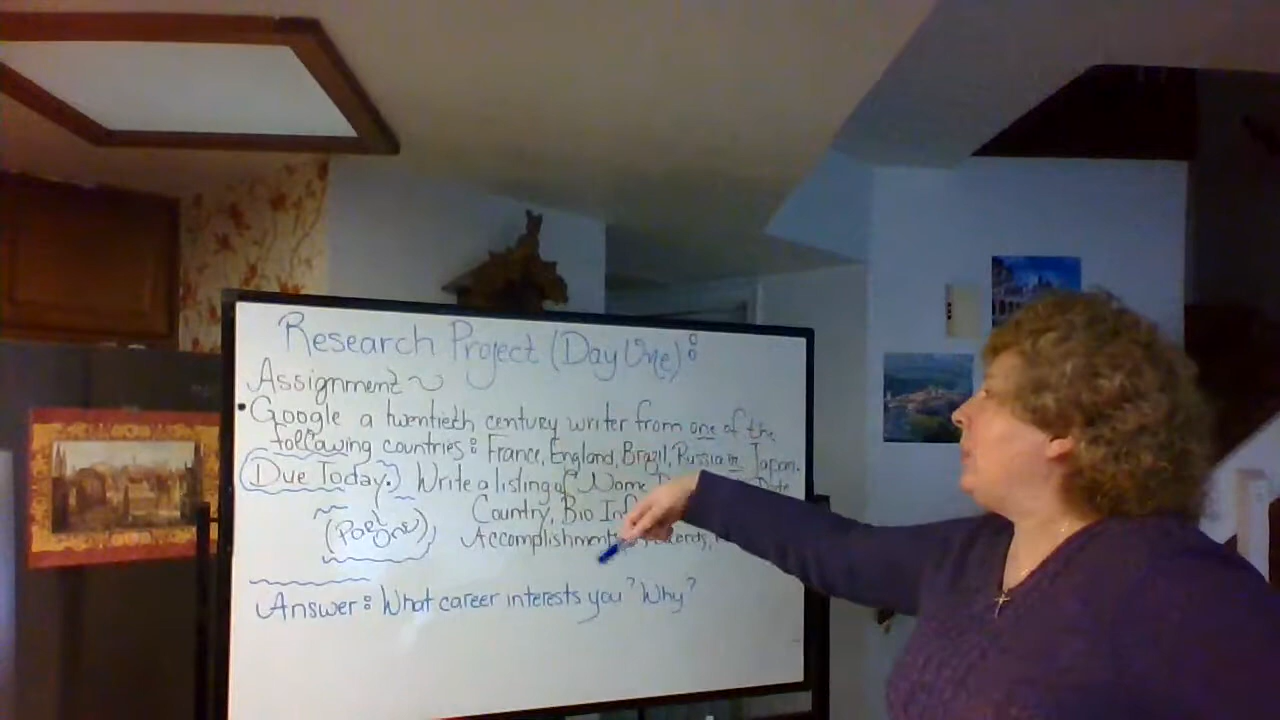 Research Project (Day One):
Assignment ~
• Google a twentieth century writer from one of the
following countries: France, England, Brazil, Russia or Japan.
(Due Today:) Write a listing of Name, Date
(Part One) Country, Bio
Accomplishments
Answer: What career interests you? Why?